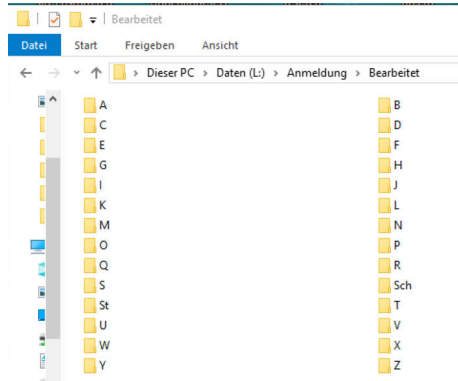 Bearbeitet
Datei Start Freigeben Ansicht
Dieser PC > Daten (L:) > Anmeldung > Bearbeitet
A B
C D
E F
G H
I J
K L
M N
O P
Q R
S Sch
St T
U V
W X
Y Z